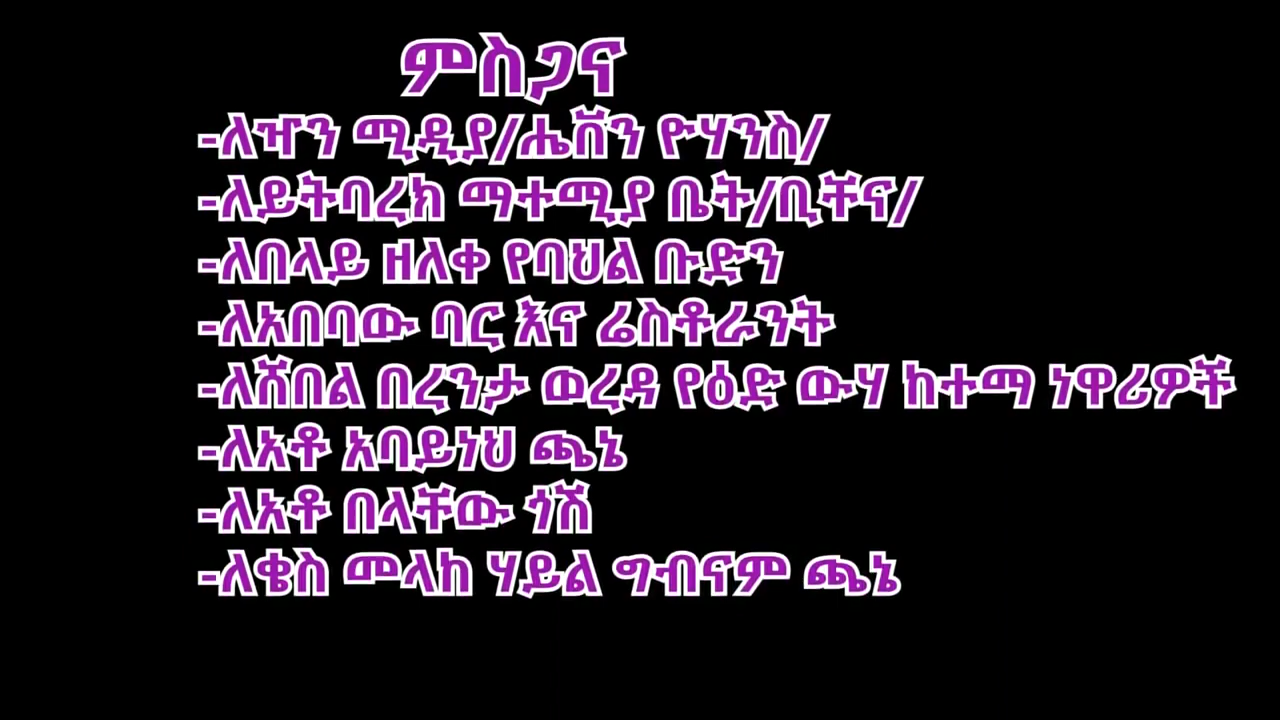 ምስጋና
-ለዣን ሚዲያ/ሔቨን ዮሃንስ/
-ለይትባረክ ማተሚያ ቤት/ቢቸና/
-ለበላይ ዘለቀ የባህል ቡድን
-ለአበባው ባር እና ሬስቶራንት
-ለሸበል በረንታ ወረዳ የዕድ ውሃ ከተማ ነዋሪዎች
-ለአቶ አባይነህ ጫኔ
-ለአቶ በላቸው ጎሽ
-ለቄስ መላከ ሃይል ግብናም ጫኔ